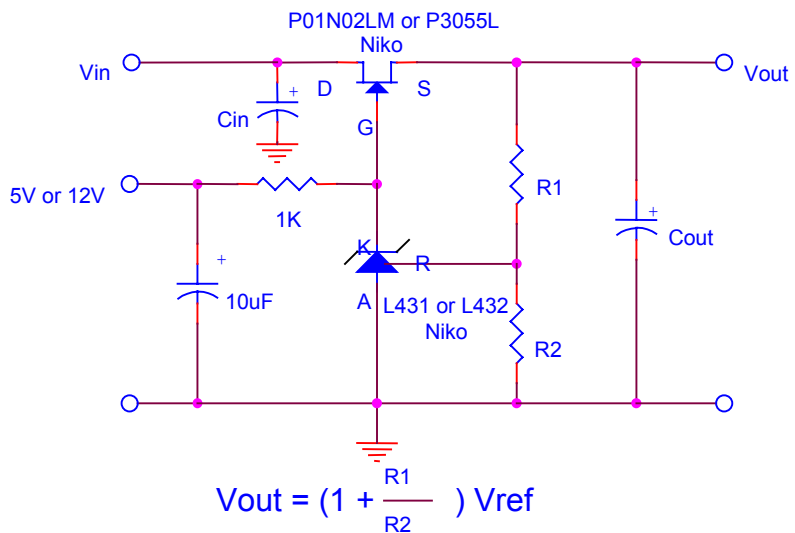 P01N02LM or P3055L
Niko
Vin
Vout
D
S
+
Cin
G
5V or 12V
1K
R1
+
Cout
K
R
+
10uF
A
L431 or L432
Niko
R2
Vout = (1 + R1
R2 ) Vref